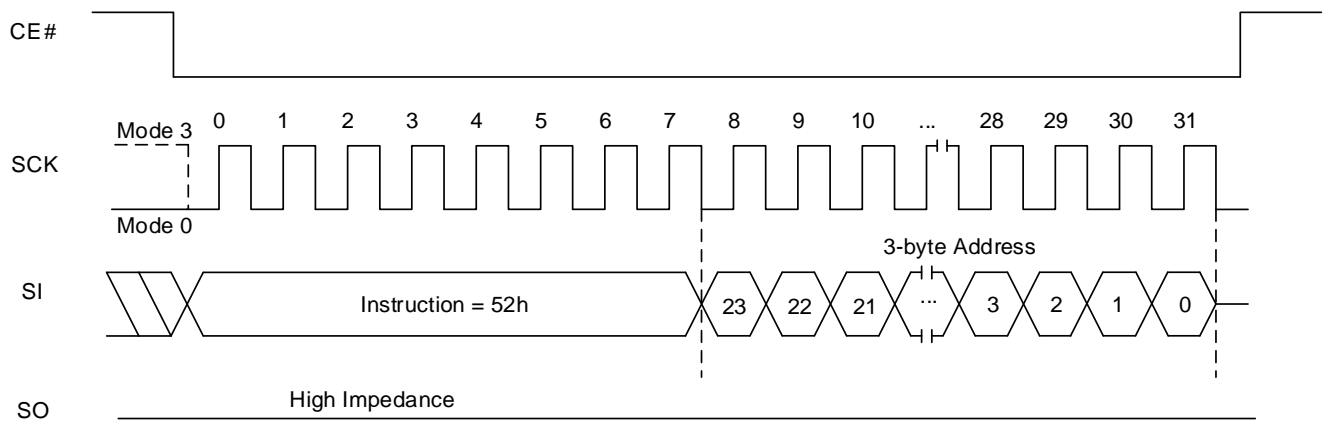 CE#
0 1 2 3 4 5 6 7 8 9 10 ... 28 29 30 31
Mode 3
SCK
Mode 0
3-byte Address
SI
Instruction = 52h 23 22 21 ... 3 2 1 0
High Impedance
SO